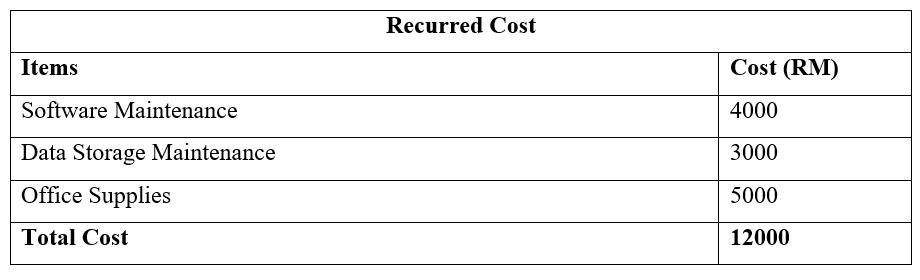 Recurred Cost
Items Cost (RM)
Software Maintenance 4000
Data Storage Maintenance 3000
Office Supplies 5000
Total Cost 12000